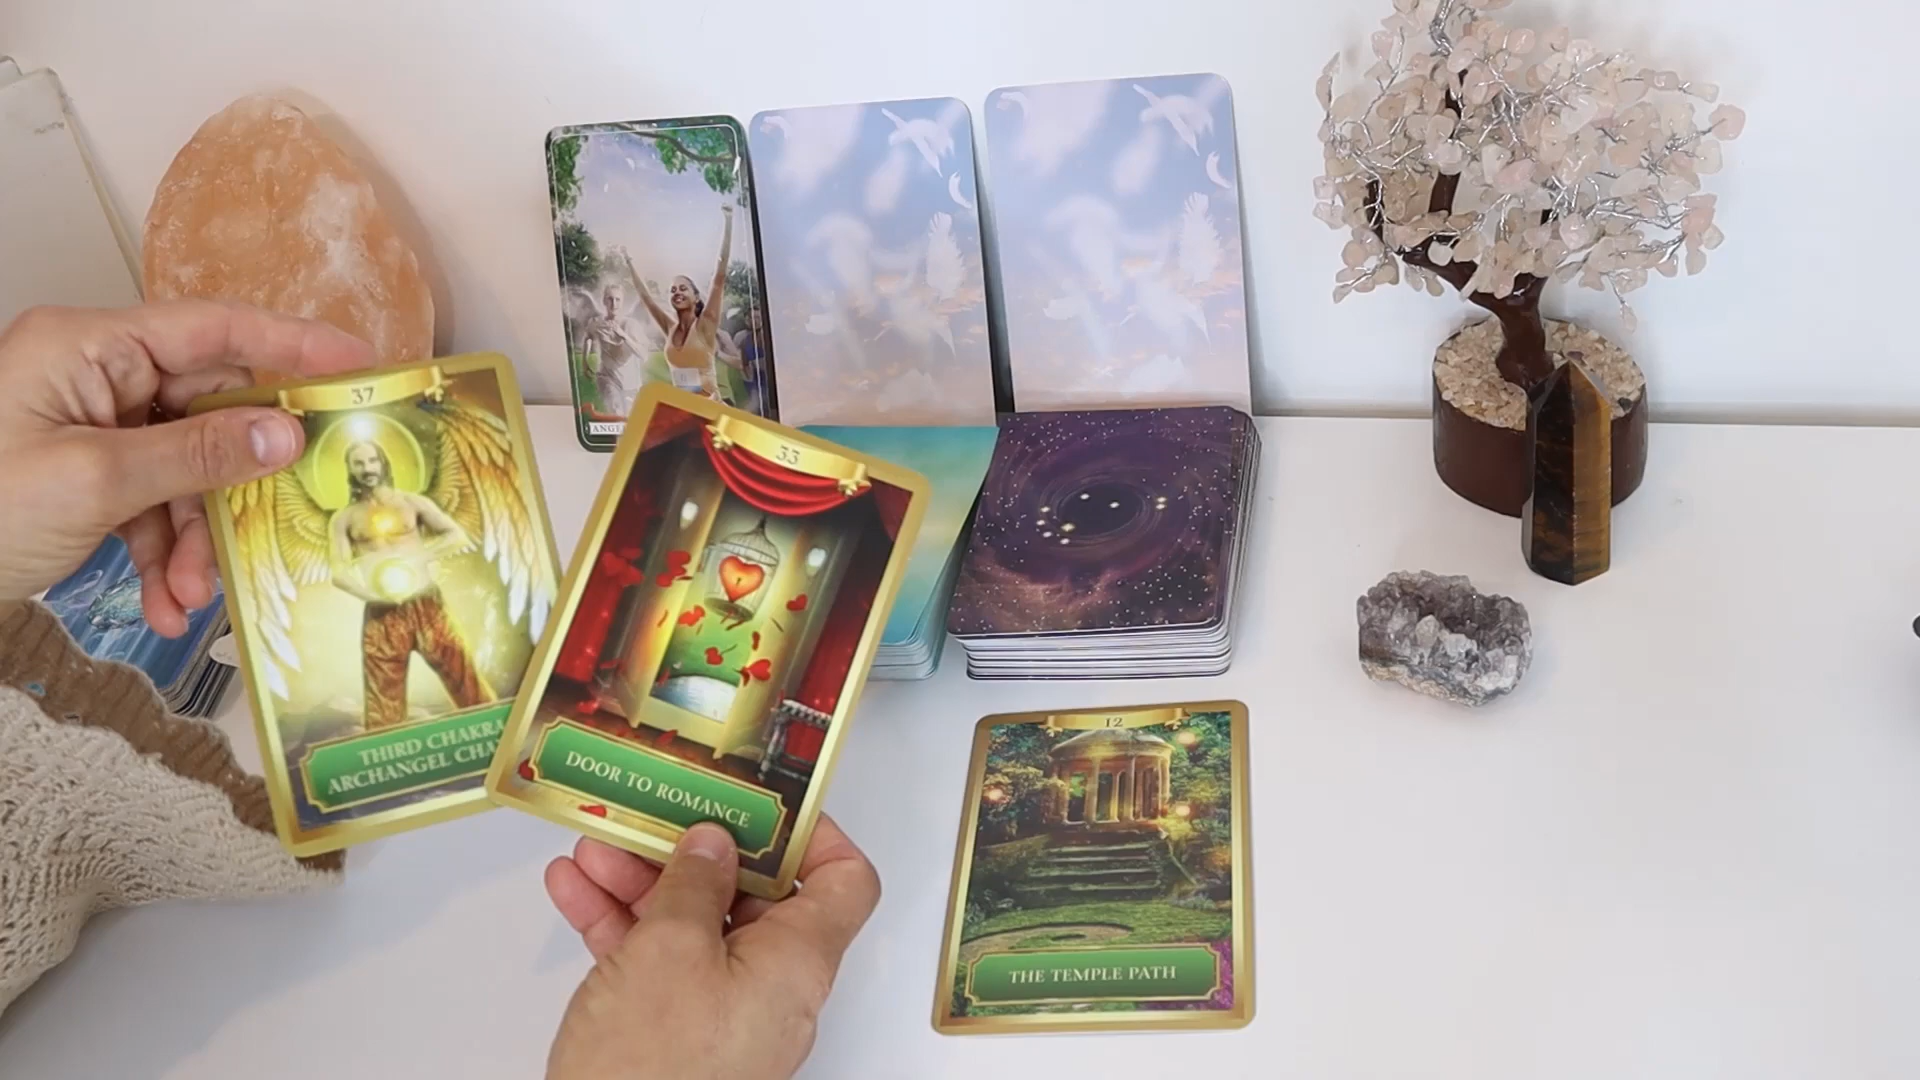 37
THIRD CHAKRA
ARCHANGEL
33
DOOR TO ROMANCE
12
THE TEMPLE PATH